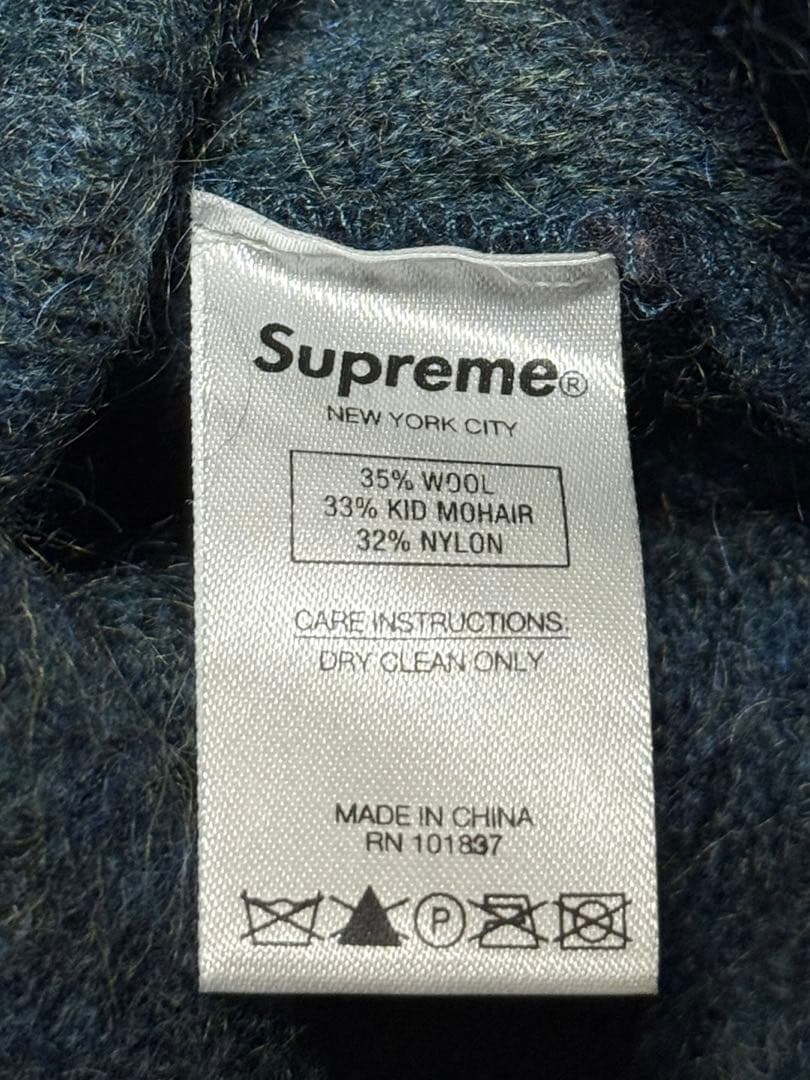 Supreme®
NEW YORK CITY
35% WOOL
33% KID MOHAIR
32% NYLON
CARE INSTRUCTIONS:
DRY CLEAN ONLY
MADE IN CHINA
RN 101837
P